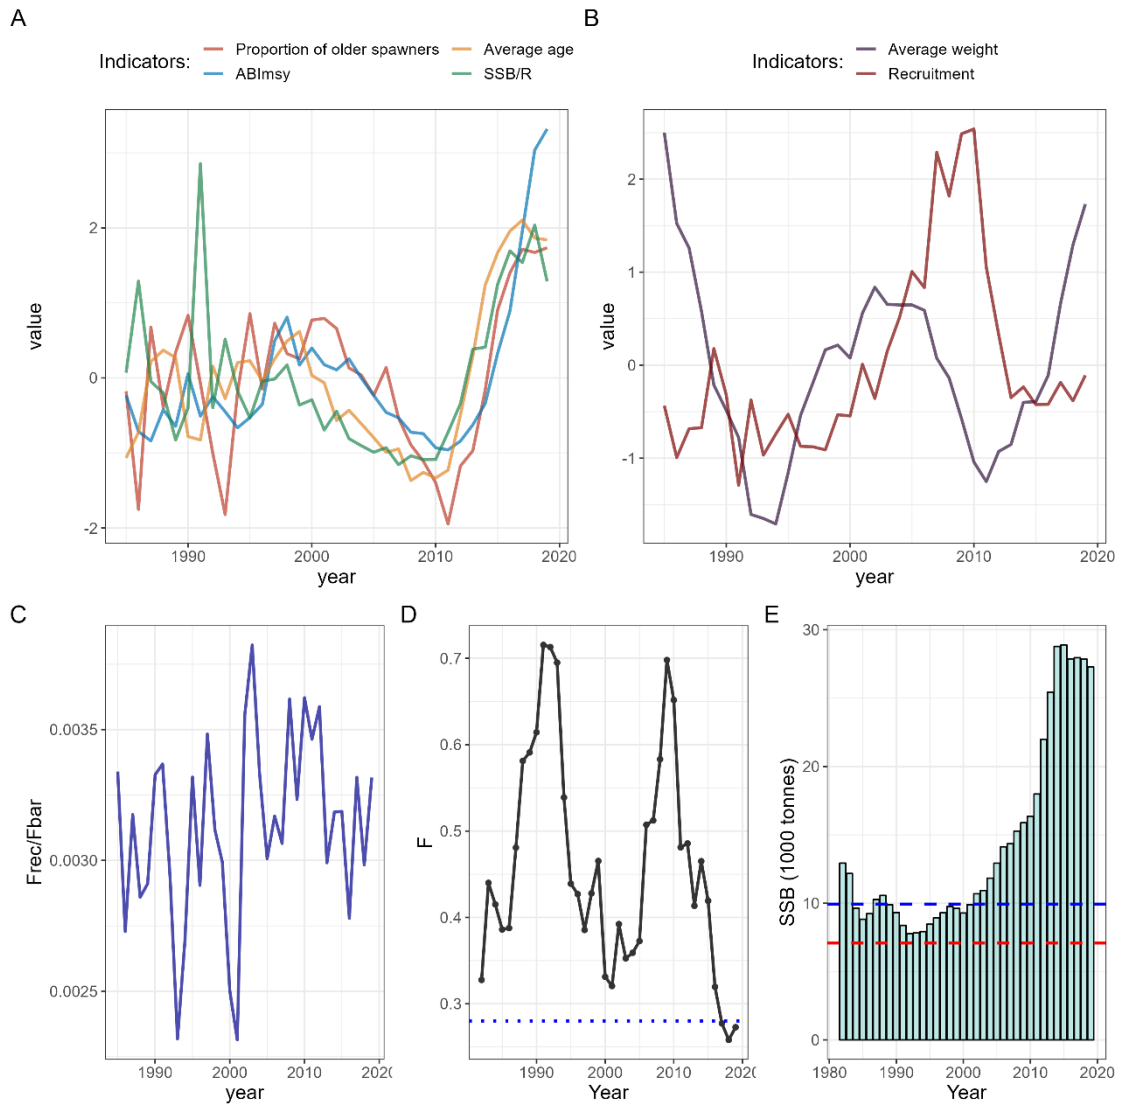 A
B
Indicators:
Proportion of older spawners
Average age
ABImsy
SSB/R
Indicators:
Average weight
Recruitment
value
2
0
-2
1990
2000
2010
2020
year
value
2
1
0
-1
1990
2000
2010
2020
year
C
D
E
Frec/Fbar
0.0035
0.0030
0.0025
1990
2000
2010
202
year
F
0.7
0.6
0.5
0.4
0.3
1990
2000
2010
202
Year
SSB (1000 tonnes)
30
20
10
0
1980
1990
2000
2010
2020
Year